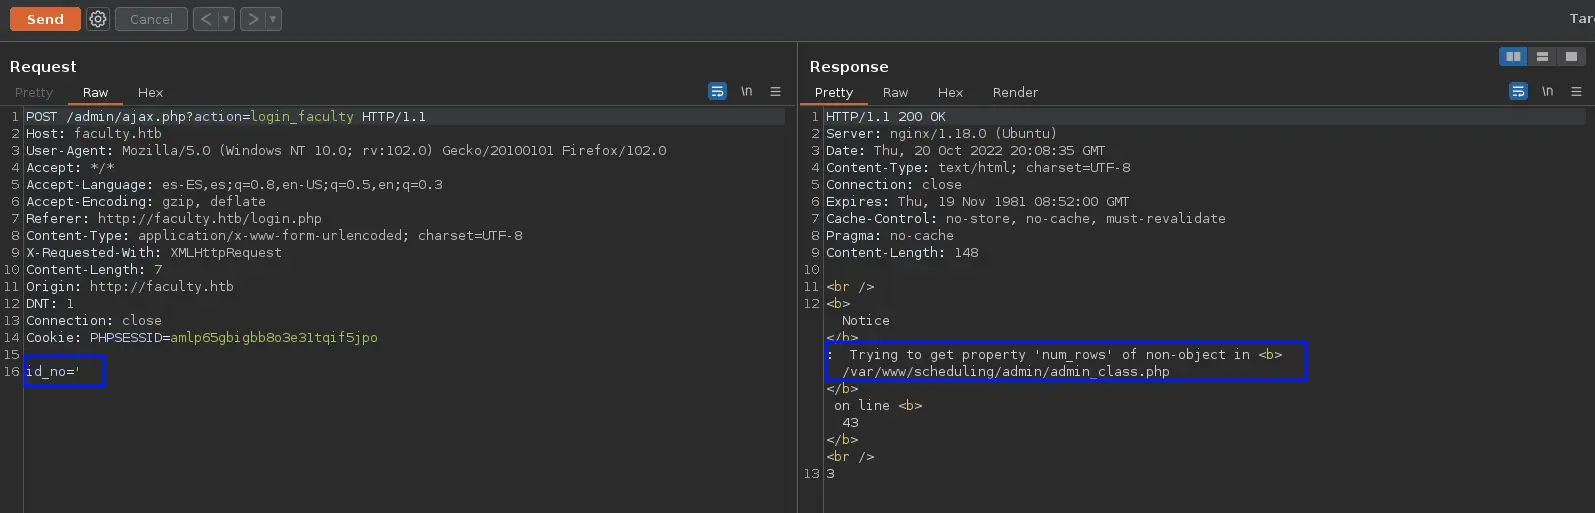 Send Cancel < >
Tar
Request
Pretty Raw Hex \n
1 POST /admin/ajax.php?action=login_faculty HTTP/1.1
2 Host: faculty.htb
3 User-Agent: Mozilla/5.0 (Windows NT 10.0; rv:102.0) Gecko/20100101 Firefox/102.0
4 Accept: */*
5 Accept-Language: es-ES,es;q=0.8,en-US;q=0.5,en;q=0.3
6 Accept-Encoding: gzip, deflate
7 Referer: http://faculty.htb/login.php
8 Content-Type: application/x-www-form-urlencoded; charset=UTF-8
9 X-Requested-With: XMLHttpRequest
10 Content-Length: 7
11 Origin: http://faculty.htb
12 DNT: 1
13 Connection: close
14 Cookie: PHPSESSID=amlp65gbigbb8o3e31tqif5jpo
15
16 id_no='
Response
Pretty Raw Hex Render \n
1 HTTP/1.1 200 OK
2 Server: nginx/1.18.0 (Ubuntu)
3 Date: Thu, 20 Oct 2022 20:08:35 GMT
4 Content-Type: text/html; charset=UTF-8
5 Connection: close
6 Expires: Thu, 19 Nov 1981 08:52:00 GMT
7 Cache-Control: no-store, no-cache, must-revalidate
8 Pragma: no-cache
9 Content-Length: 148
10
11 <br />
12 <b>
Notice
</b>
:  Trying to get property 'num_rows' of non-object in <b>
/var/www/scheduling/admin/admin_class.php
</b>
on line <b>
43
</b>
<br />
13 3